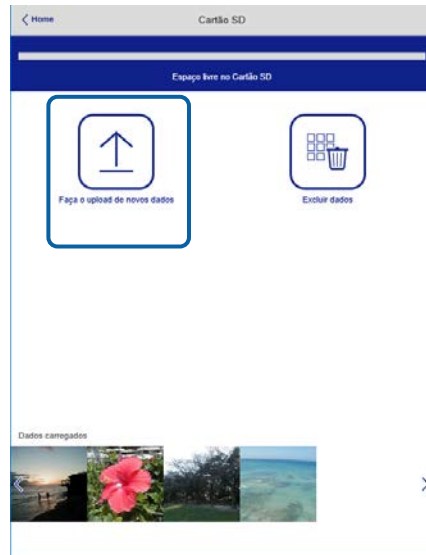 Home
Cartão SD
Espaço livre no Cartão SD
Faça o upload de novos dados
Excluir dados
Dados carregados